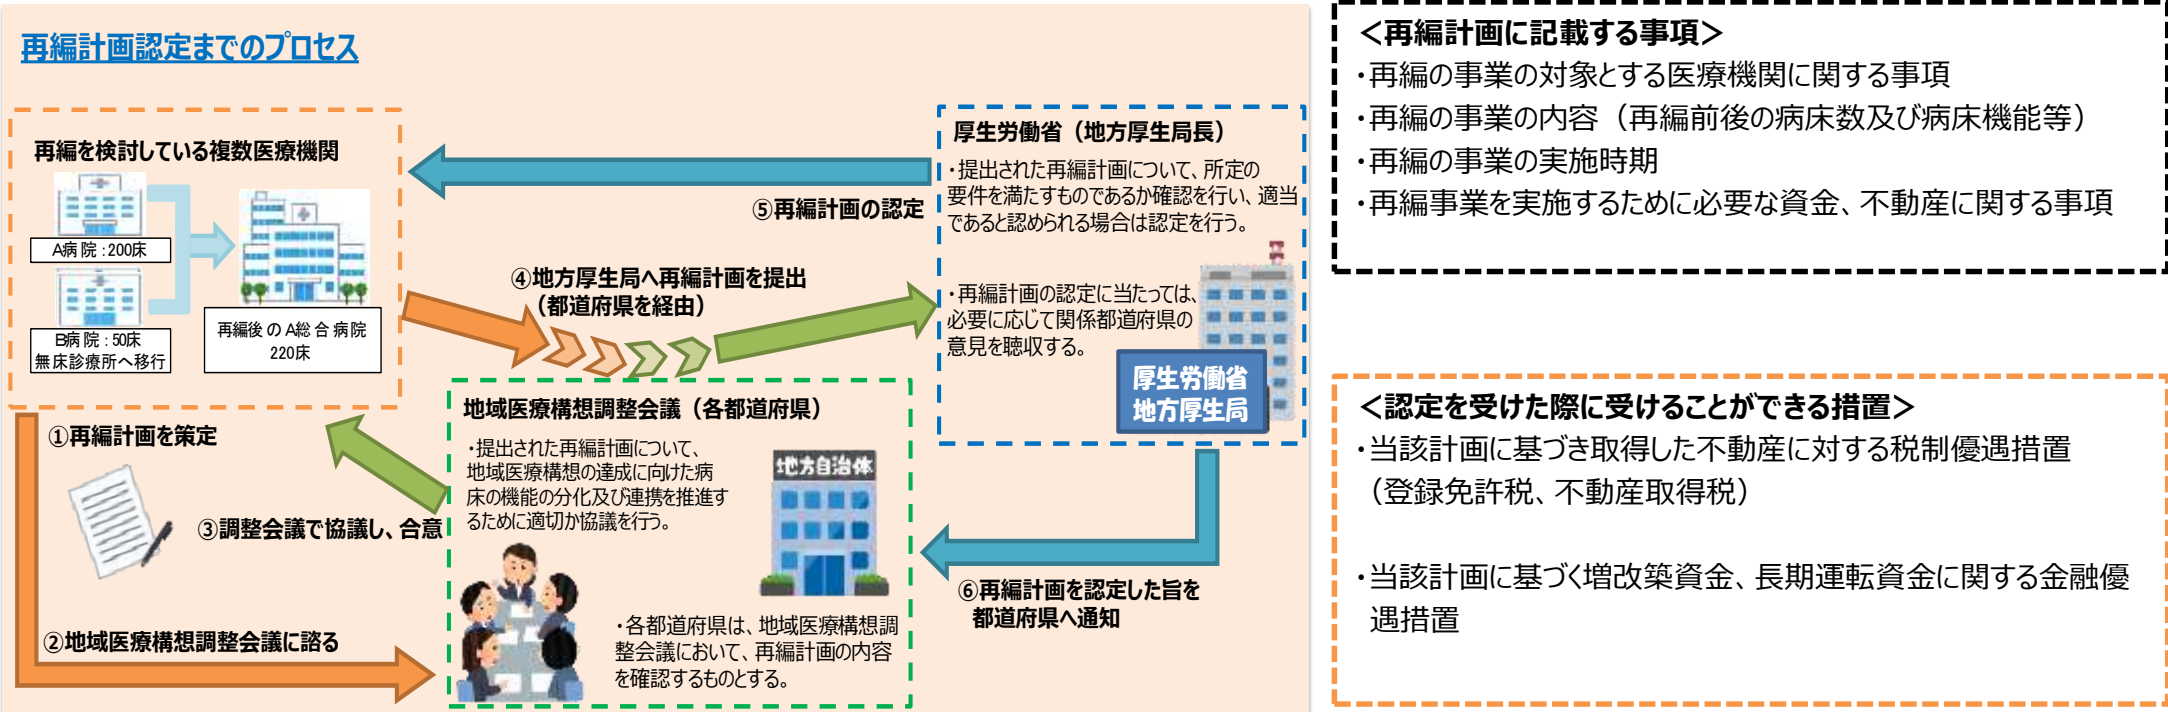 再編計画認定までのプロセス
再編を検討している複数医療機関
A病院：200床
B病院：50床
無床診療所へ移行
再編後のA総合病院
220床
⑤再編計画の認定
④地方厚生局へ再編計画を提出
（都道府県を経由）
厚生労働省（地方厚生局長）
・提出された再編計画について、所定の
要件を満たすものであるか確認を行い、適当
であると認められる場合は認定を行う。
・再編計画の認定に当たっては、
必要に応じて関係都道府県の
意見を聴収する。
厚生労働省
地方厚生局
①再編計画を策定
③調整会議で協議し、合意
②地域医療構想調整会議に諮る
地域医療構想調整会議（各都道府県）
・提出された再編計画について、
地域医療構想の達成に向けた病
床の機能の分化及び連携を推進す
るために適切か協議を行う。
地方自治体
・各都道府県は、地域医療構想調
整会議において、再編計画の内容
を確認するものとする。
⑥再編計画を認定した旨を
都道府県へ通知
＜再編計画に記載する事項＞
・再編の事業の対象とする医療機関に関する事項
・再編の事業の内容（再編前後の病床数及び病床機能等）
・再編の事業の実施時期
・再編事業を実施するために必要な資金、不動産に関する事項
＜認定を受けた際に受けることができる措置＞
・当該計画に基づき取得した不動産に対する税制優遇措置
（登録免許税、不動産取得税）
・当該計画に基づく増改築資金、長期運転資金に関する金融優
遇措置